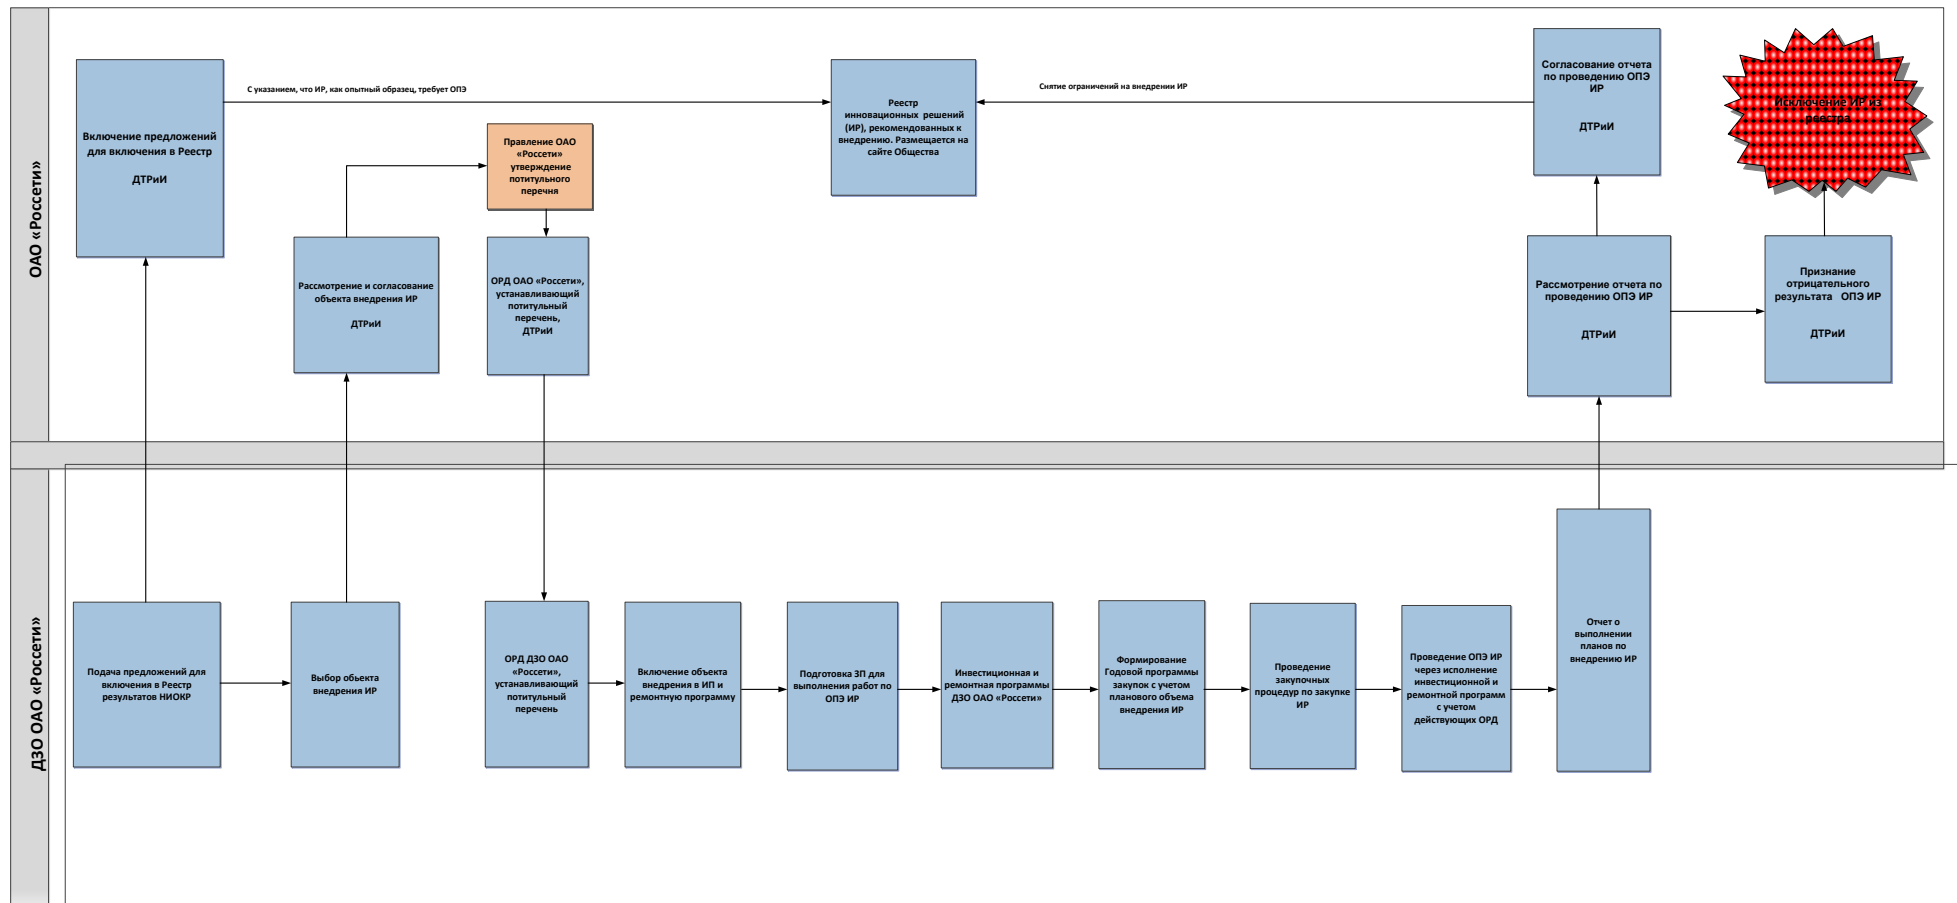 ОАО «Россети»
Включение предложений
для включения в Реестр
ДТРиИ
С указанием, что ИР, как опытный образец, требует ОПЭ
Правление ОАО
«Россети»
утверждение
потитульного
перечня
Рассмотрение и согласование
объекта внедрения ИР
ДТРиИ
ОРД ОАО «Россети»,
устанавливающий
потитульный
перечень,
ДТРиИ
Реестр
инновационных решений
(ИР), рекомендованных к
внедрению. Размещается на
сайте Общества
Снятие ограничений на внедрении ИР
Согласование отчета
по проведению ОПЭ
ИР
ДТРиИ
Исключение ИР из
реестра
Рассмотрение отчета по
проведению ОПЭ ИР
ДТРиИ
Признание
отрицательного
результата ОПЭ ИР
ДТРиИ
ДЗО ОАО «Россети»
Подача предложений для
включения в Реестр
результатов НИОКР
Выбор объекта
внедрения ИР
ОРД ДЗО ОАО
«Россети»,
устанавливающий
потитульный
перечень
Включение объекта
внедрения в ИП и
ремонтную программу
Подготовка ЗП для
выполнения работ по
ОПЭ ИР
Инвестиционная и
ремонтная программы
ДЗО ОАО «Россети»
Формирование
Годовой программы
закупок с учетом
планового объема
внедрения ИР
Проведение
закупочных
процедур по закупке
ИР
Проведение ОПЭ ИР
через исполнение
инвестиционной и
ремонтной программ
с учетом
действующих ОРД
Отчет о
выполнении
планов по
внедрению ИР